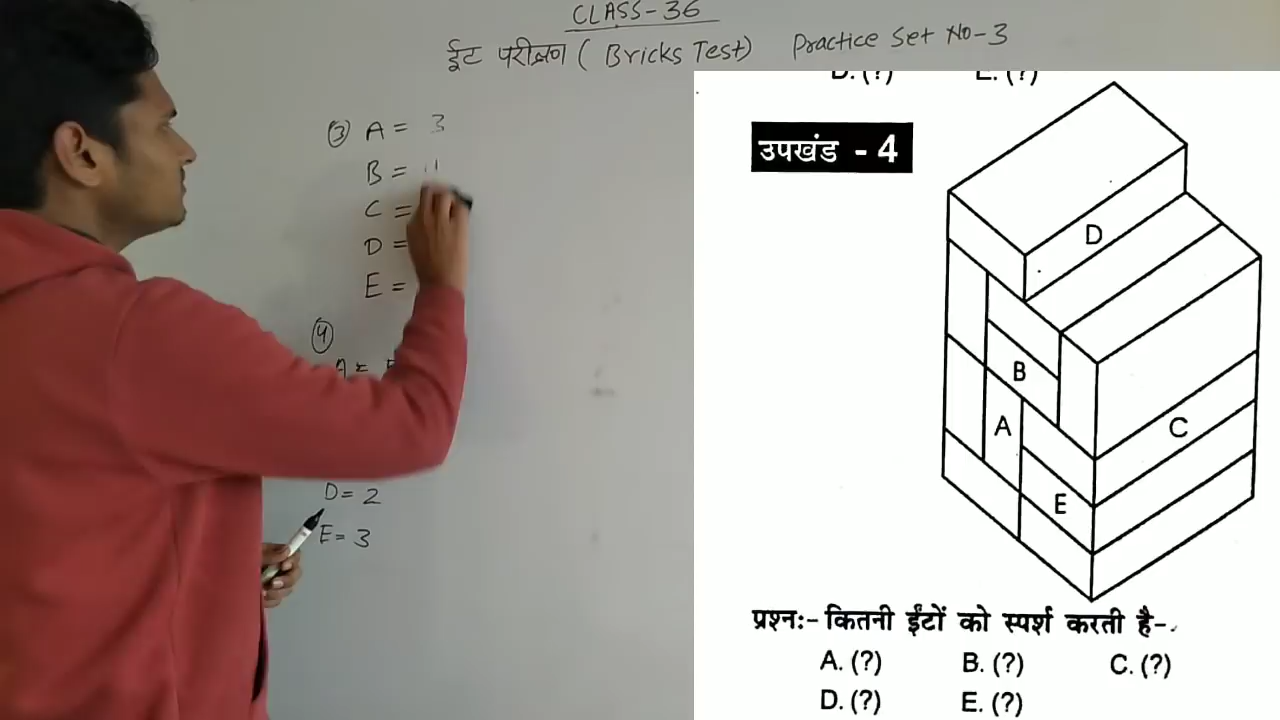 CLASS-36
ईट परीक्षण ( Bricks Test) Practice Set No-3
D. (?) E. (?)
③ A = 3
B =
C =
D =
E =
④
A =
D = 2
E = 3
उपखंड - 4
D
B
A
C
E
प्रश्नः- कितनी ईंटों को स्पर्श करती है-
A. (?) B. (?) C. (?)
D. (?) E. (?)